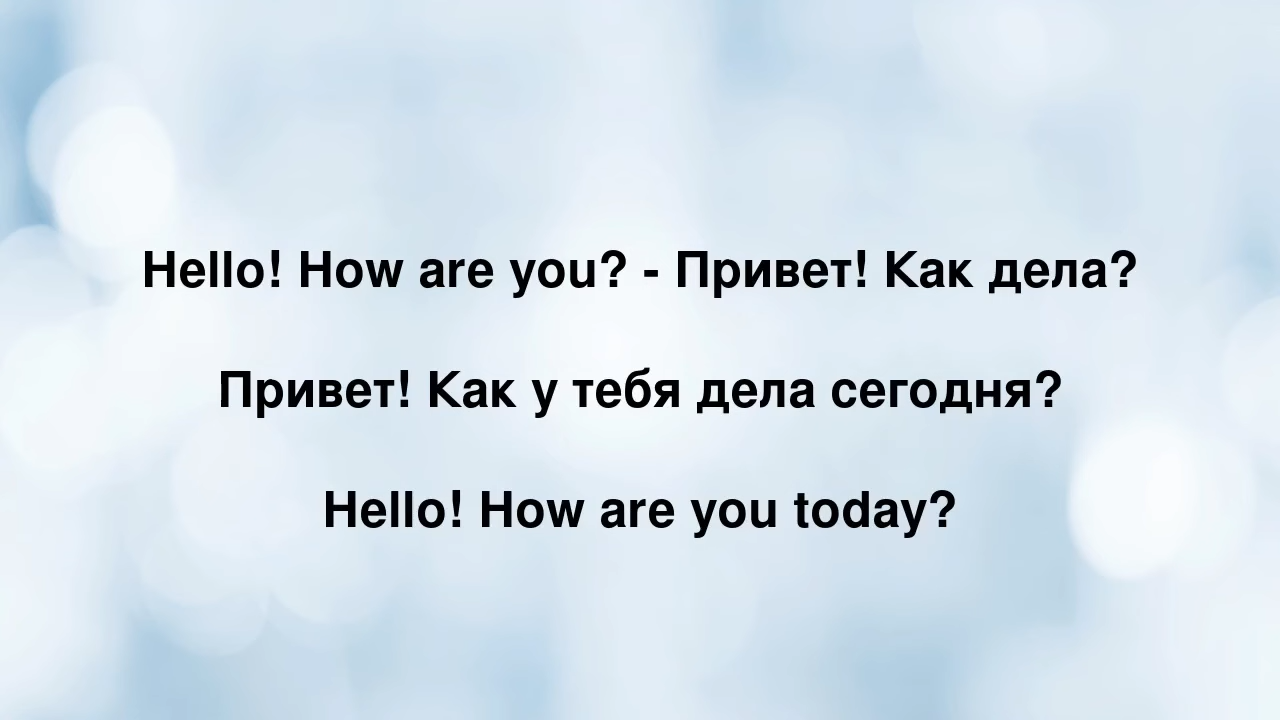 Hello! How are you? - Привет! Как дела?
Привет! Как у тебя дела сегодня?
Hello! How are you today?